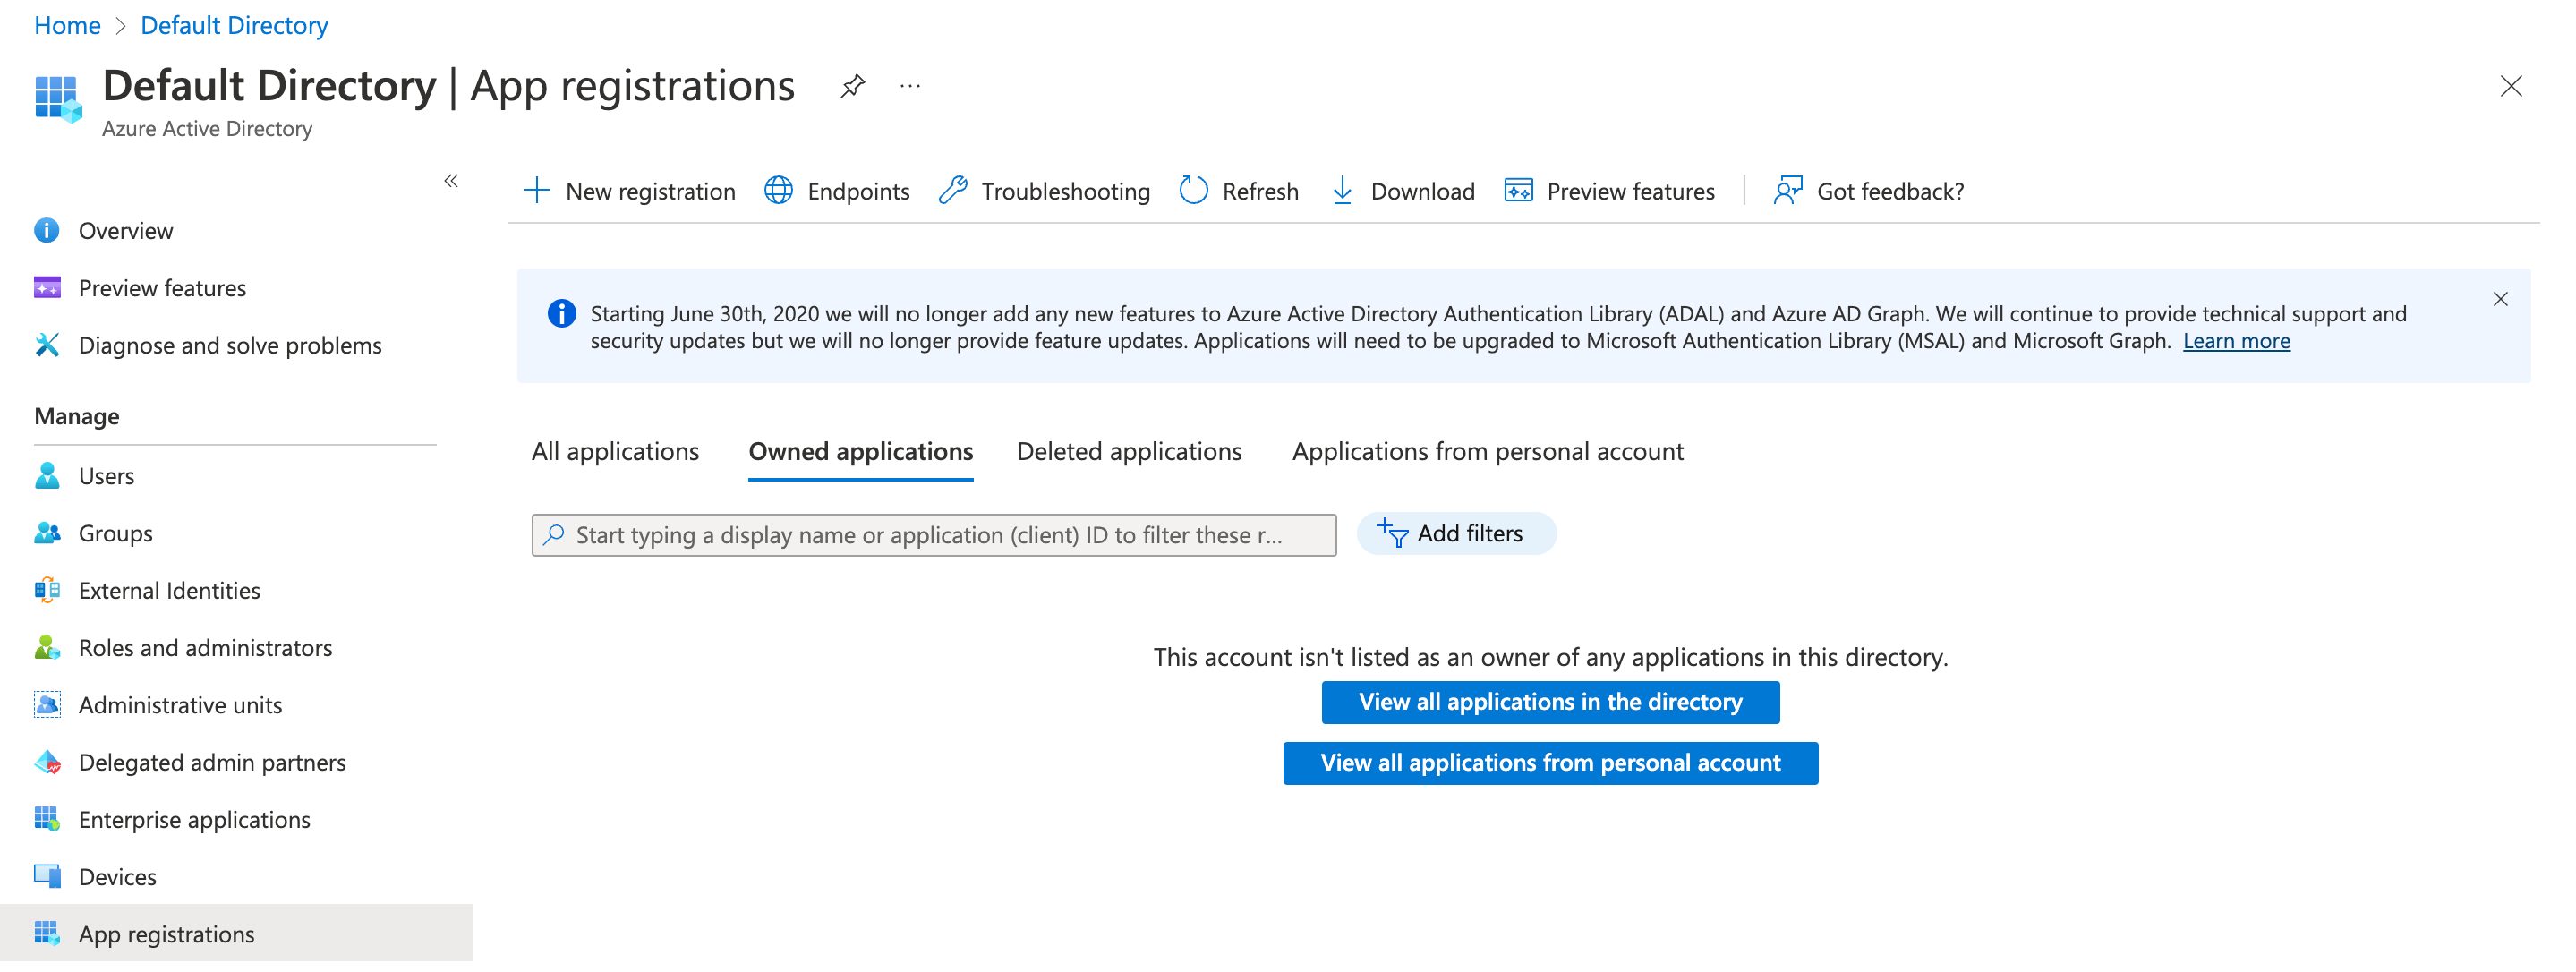 Home > Default Directory
Default Directory | App registrations ...
Azure Active Directory
«
Overview
Preview features
Diagnose and solve problems
Manage
Users
Groups
External Identities
Roles and administrators
Administrative units
Delegated admin partners
Enterprise applications
Devices
App registrations
New registration Endpoints Troubleshooting Refresh Download Preview features Got feedback?
Starting June 30th, 2020 we will no longer add any new features to Azure Active Directory Authentication Library (ADAL) and Azure AD Graph. We will continue to provide technical support and
security updates but we will no longer provide feature updates. Applications will need to be upgraded to Microsoft Authentication Library (MSAL) and Microsoft Graph. Learn more
All applications Owned applications Deleted applications Applications from personal account
Start typing a display name or application (client) ID to filter these r... Add filters
This account isn't listed as an owner of any applications in this directory.
View all applications in the directory
View all applications from personal account